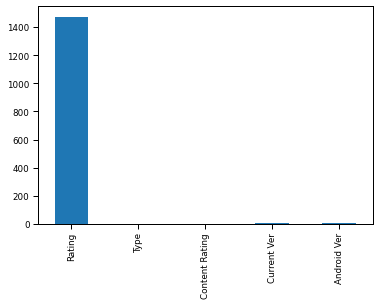 1400
1200
1000
800
600
400
200
0
Rating
Type
Content Rating
Current Ver
Android Ver